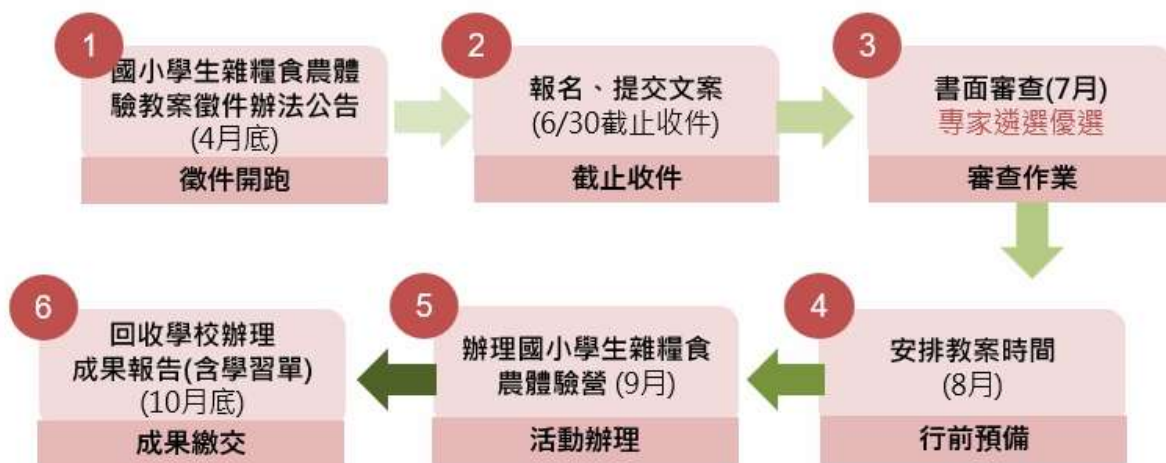 1
國小學生雜糧食農體
驗教案徵件辦法公告
(4月底)
徵件開跑
2
報名、提交文案
(6/30截止收件)
截止收件
3
書面審查(7月)
專家遴選優選
審查作業
4
安排教案時間
(8月)
行前預備
5
辦理國小學生雜糧食
農體驗營 (9月)
活動辦理
6
回收學校辦理
成果報告(含學習單)
(10月底)
成果繳交